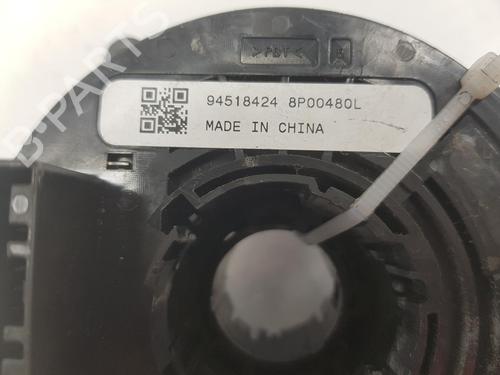 >PBT<
94518424 8P00480L
MADE IN CHINA
B-PARTS